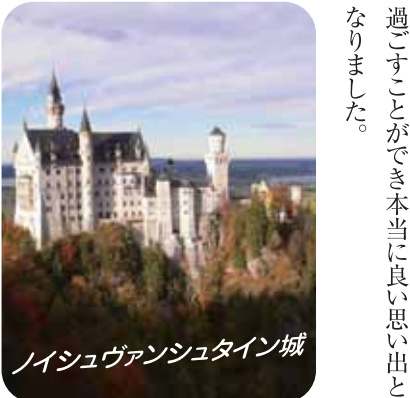 過ごすことができ本当に良い思い出と
なりました。
ノイシュヴァンシュタイン城